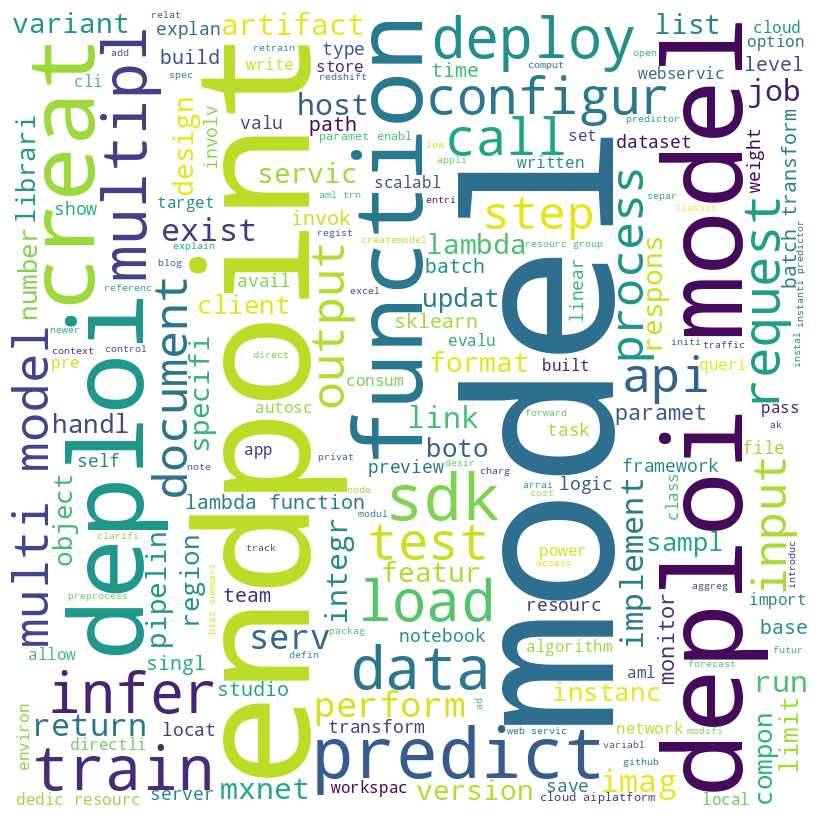 variant
explan
relat
artifact
add
retrain
type
write
store
build
cli
spec
redshift
deploy
comput
open
list
cloud
option
webservic
level
time
job
creat
multipl
librari
number
show
design
involv
valu
host
path
configur
call
predictor
paramet enabl
set
dataset
low
appli
written
weight
servic
scalabl
target
exist
invok
aml trn
entri
step
separ
classic
explain
regist
createmodel
lambda
resourc group
linear
process
respons
request
batch transform
instanti predictor
instal
blog
avail
batch
referenc
newer
document
specifi
client
output
excel
updat
sklearn
evalu
initi
traffic
context
control
pre
direct
format
built
api
queri
multi model
deploi
endpoint
function
model
deploi model
consum
autosc
link
paramet
pass
handl
app
self
note
privat
boto
preview
desir
charg
forward
task
ak
file
framework
logic
object
lambda function
node
arrai
cost
class
input
introduc
track
modul
sdk
power
access
implement
sampl
clarifi
pipelin
region
integr
test
featur
resourc
aggreg
preprocess
team
bias summari
load
packag
notebook
algorithm
monitor
import
base
allow
singl
serv
defin
aml
forecast
futur
infer
studio
data
instanc
run
environ
return
locat
perform
transform
network
modifi
compon
limit
directli
predict
web servic
variabl
github
train
server
dedic resourc
mxnet
workspac
ad
version
save
imag
cloud aiplatform
local